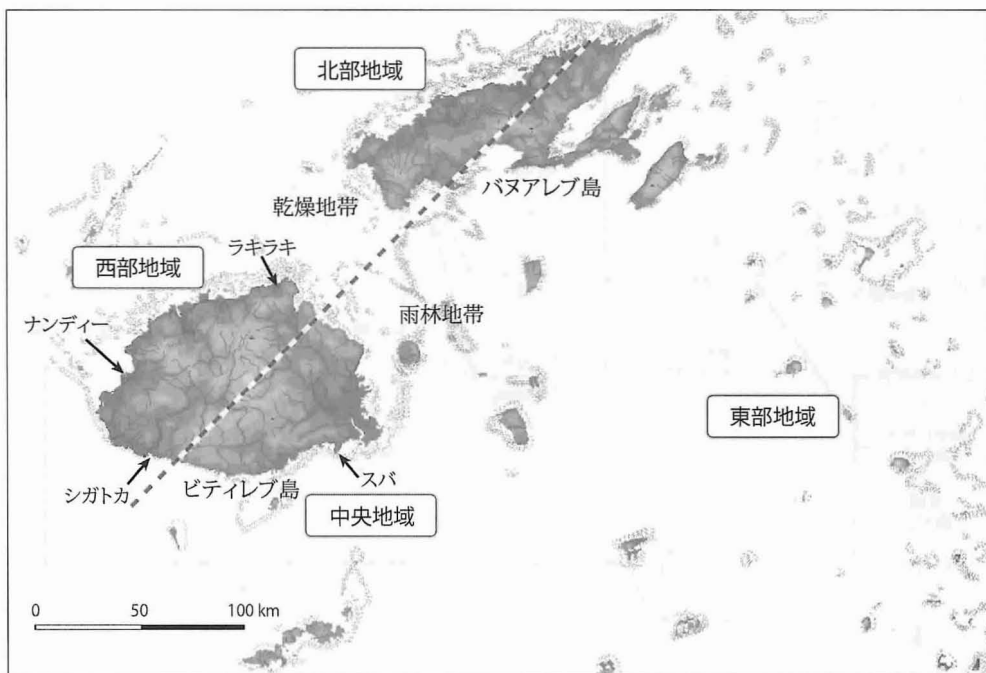 北部地域
バヌアレブ島
乾燥地帯
ラキラキ
西部地域
雨林地帯
ナンディー
東部地域
シガトカ
ビティレブ島
スバ
中央地域
0 50 100 km